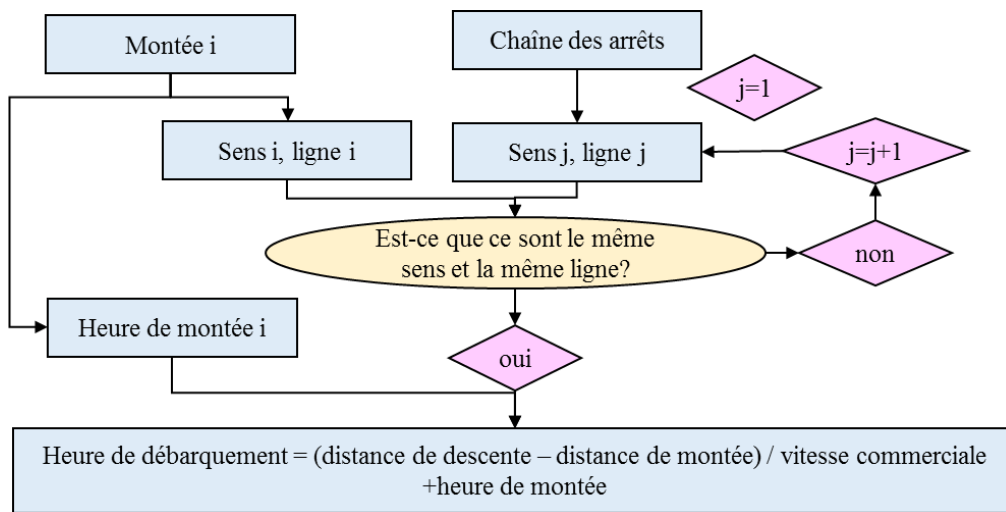 Montée i
Chaîne des arrêts
j=1
Sens i, ligne i
Sens j, ligne j
j=j+1
Est-ce que ce sont le même
sens et la même ligne?
non
Heure de montée i
oui
Heure de débarquement = (distance de descente – distance de montée) / vitesse commerciale
+heure de montée